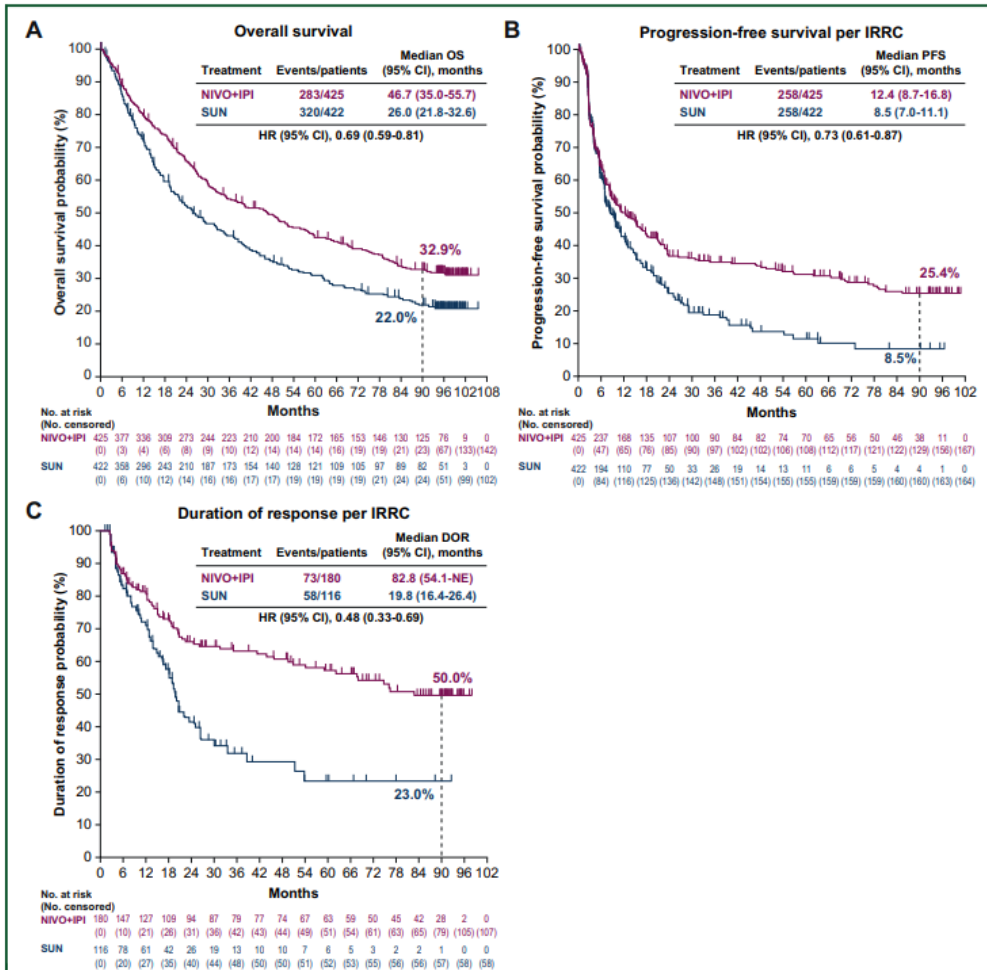 A
Overall survival
Treatment Events/patients Median OS (95% CI), months
NIVO+IPI 283/425 46.7 (35.0-55.7)
SUN 320/422 26.0 (21.8-32.6)
HR (95% CI), 0.69 (0.59-0.81)
Overall survival probability (%)
100
90
80
70
60
50
40
30
20
10
0
32.9%
22.0%
0 6 12 18 24 30 36 42 48 54 60 66 72 78 84 90 96 102 108
Months
No. at risk
(No. censored)
NIVO+IPI 425 377 336 309 273 244 223 210 200 184 172 165 153 146 130 125 76 9 0
(0) (3) (4) (6) (8) (9) (10) (12) (14) (14) (14) (16) (19) (19) (21) (23) (67) (133) (142)
SUN 422 358 296 243 210 187 173 154 140 128 121 109 105 97 89 82 51 3 0
(0) (6) (10) (12) (14) (16) (16) (17) (17) (19) (19) (20) (20) (20) (24) (24) (51) (99) (102)
B
Progression-free survival per IRRC
Treatment Events/patients Median PFS (95% CI), months
NIVO+IPI 258/425 12.4 (8.7-16.8)
SUN 258/422 8.5 (7.0-11.1)
HR (95% CI), 0.73 (0.61-0.87)
Progression-free survival probability (%)
100
90
80
70
60
50
40
30
20
10
0
25.4%
8.5%
0 6 12 18 24 30 36 42 48 54 60 66 72 78 84 90 96 102
Months
No. at risk
(No. censored)
NIVO+IPI 425 237 168 135 107 100 90 84 82 74 70 65 56 50 46 38 11 0
(0) (47) (65) (76) (85) (90) (97) (102) (102) (106) (108) (112) (117) (121) (122) (129) (156) (167)
SUN 422 194 110 77 50 33 26 19 14 13 11 6 6 5 4 4 1 0
(0) (84) (116) (125) (136) (142) (148) (151) (154) (155) (155) (159) (159) (159) (160) (160) (163) (164)
C
Duration of response per IRRC
Treatment Events/patients Median DOR (95% CI), months
NIVO+IPI 73/180 82.8 (54.1-NE)
SUN 58/116 19.8 (16.4-26.4)
HR (95% CI), 0.48 (0.33-0.69)
Duration of response probability (%)
100
90
80
70
60
50
40
30
20
10
0
50.0%
23.0%
0 6 12 18 24 30 36 42 48 54 60 66 72 78 84 90 96 102
Months
No. at risk
(No. censored)
NIVO+IPI 180 147 127 109 94 87 79 77 74 67 63 59 50 45 42 28 2 0
(0) (10) (21) (26) (31) (36) (42) (43) (44) (49) (51) (54) (61) (63) (65) (79) (105) (107)
SUN 116 78 61 42 26 19 13 10 10 7 6 5 3 2 2 1 0 0
(0) (20) (27) (35) (40) (44) (48) (50) (50) (51) (52) (53) (55) (56) (56) (57) (58) (58)